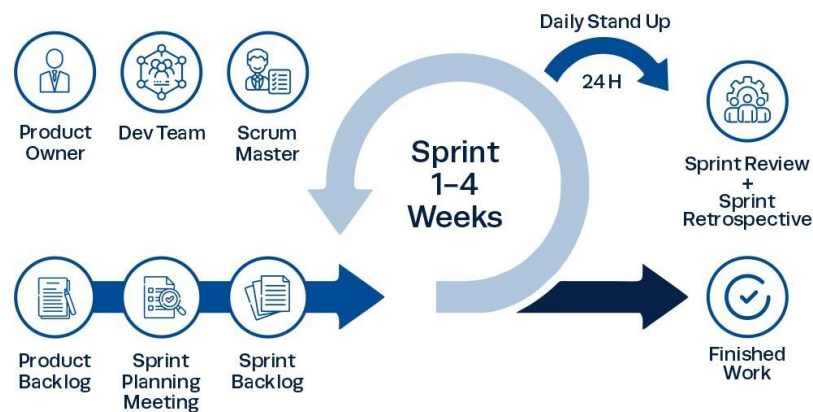 Daily Stand Up
24 H
Product
Owner
Dev Team
Scrum
Master
Sprint
1–4
Weeks
Sprint Review
+
Sprint
Retrospective
Product
Backlog
Sprint
Planning
Meeting
Sprint
Backlog
Finished
Work